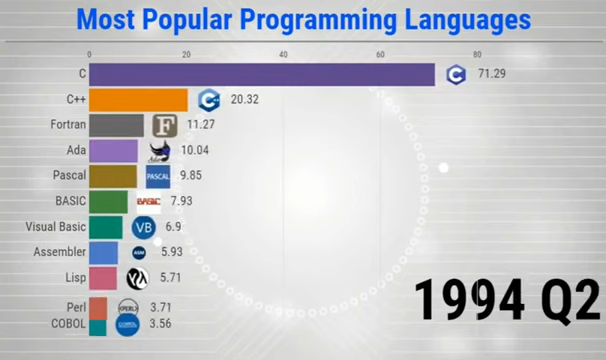 Most Popular Programming Languages
0 20 40 60 80
C 71.29
C++ 20.32
Fortran F 11.27
Ada 10.04
Pascal PASCAL 9.85
BASIC BASIC 7.93
Visual Basic VB 6.9
Assembler ASM 5.93
Lisp 5.71
Perl PERL 3.71
COBOL COBOL 3.56
1994 Q2